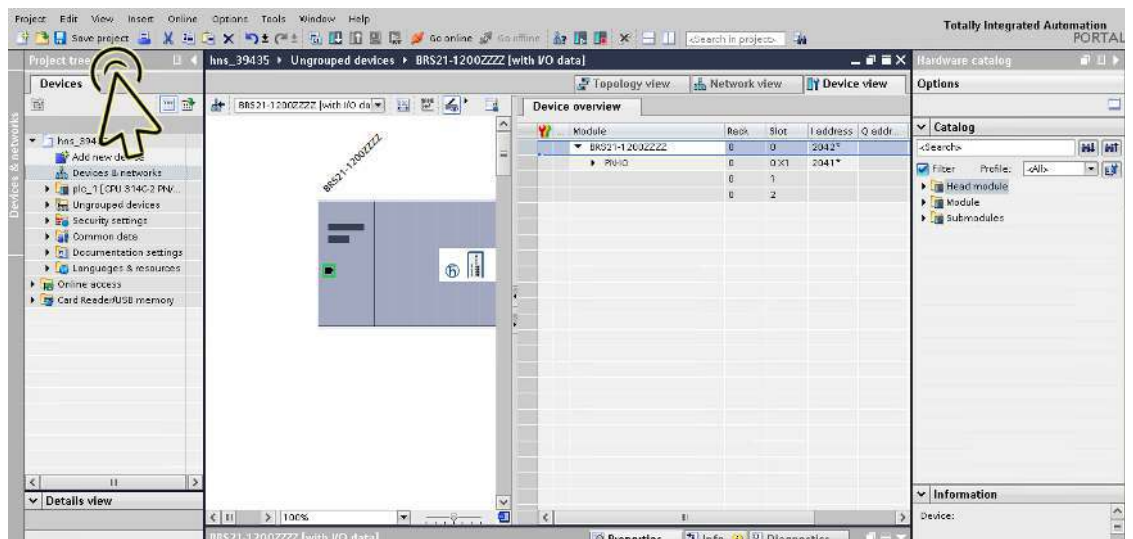 Project Edit View Insert Online Options Tools Window Help
Save project Go online Go offline <Search in project>
Totally Integrated Automation
PORTAL
Project tree
hns_39435 ▸ Ungrouped devices ▸ BRS21-1200ZZZZ [with I/O data]
Hardware catalog
Devices
Topology view Network view Device view
Options
BRS21-1200ZZZZ [with I/O da
Device overview
Module Rack Slot I address Q addr...
BRS21-1200ZZZZ 0 0 2042*
PN-IO 0 0 X1 2041*
0 1
0 2
BRS21-1200ZZZZ
Devices & networks
hns_394
Add new de
Devices & networks
plc_1 [CPU 314C-2 PN/...
Ungrouped devices
Security settings
Common data
Documentation settings
Languages & resources
Online access
Card Reader/USB memory
Catalog
<Search>
Filter Profile: <All>
Head module
Module
Submodules
Details view
100%
Information
Device:
BRS21-1200ZZZZ [with I/O data]
Properties Info Diagnostics